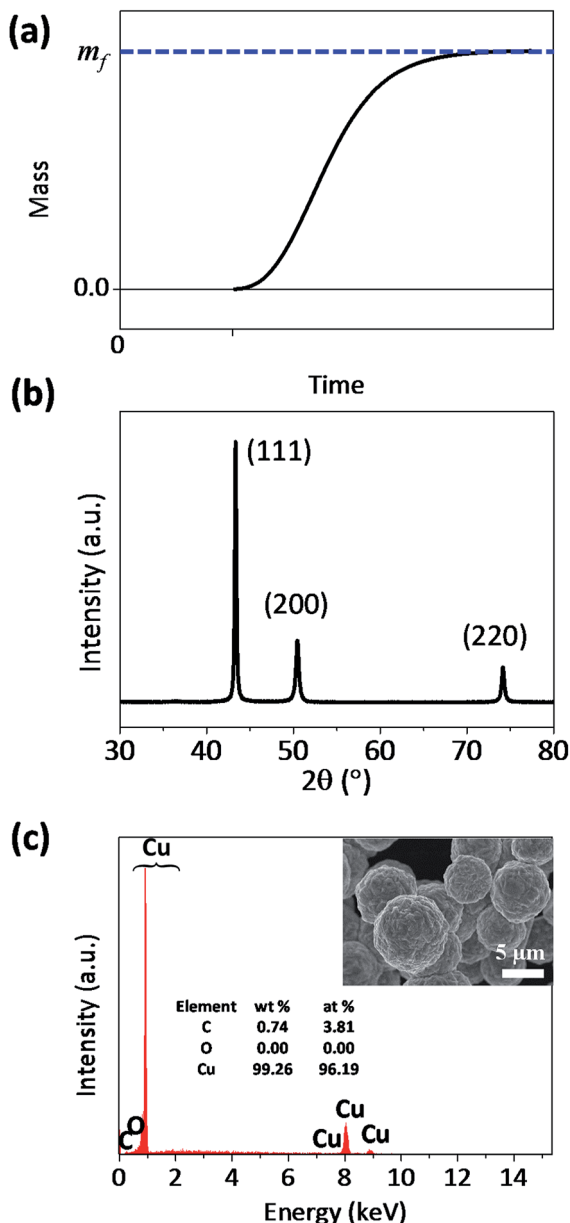 (a)
m_f
Mass
0.0
0
Time
(b)
Intensity (a.u.)
(111)
(200)
(220)
30 40 50 60 70 80
2θ (°)
(c)
Intensity (a.u.)
Cu
5 µm
Element wt % at %
C 0.74 3.81
O 0.00 0.00
Cu 99.26 96.19
C O Cu Cu Cu
0 2 4 6 8 10 12 14
Energy (keV)